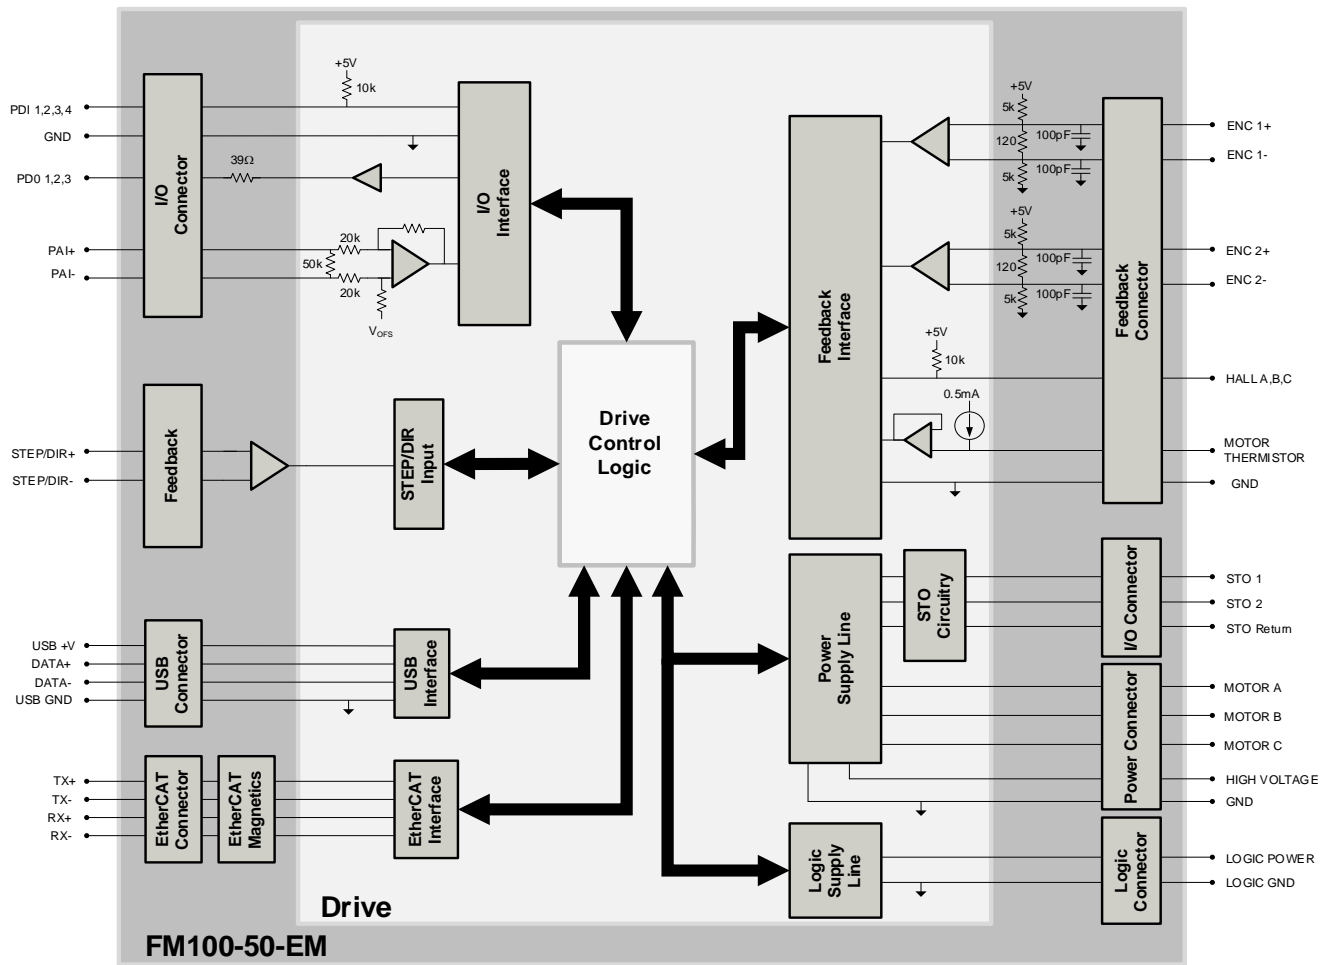 PDI 1,2,3,4
GND
PD0 1,2,3
PAI+
PAI-
I/O
Connector
+5V
10k
39Ω
20k
50k
20k
VOFS
I/O
Interface
STEP/DIR+
STEP/DIR-
Feedback
STEP/DIR
Input
Drive
Control
Logic
USB +V
DATA+
DATA-
USB GND
USB
Connector
USB
Interface
TX+
TX-
RX+
RX-
EtherCAT
Connector
EtherCAT
Magnetics
EtherCAT
Interface
Feedback
Interface
+5V
5k
120
5k
100pF
100pF
+5V
5k
120
5k
100pF
100pF
+5V
10k
0.5mA
Feedback
Connector
ENC 1+
ENC 1-
ENC 2+
ENC 2-
HALL A,B,C
MOTOR
THERMISTOR
GND
Power
Supply Line
STO
Circuitry
I/O Connector
STO 1
STO 2
STO Return
Power Connector
MOTOR A
MOTOR B
MOTOR C
HIGH VOLTAGE
GND
Logic
Supply
Line
Logic
Connector
LOGIC POWER
LOGIC GND
Drive
FM100-50-EM